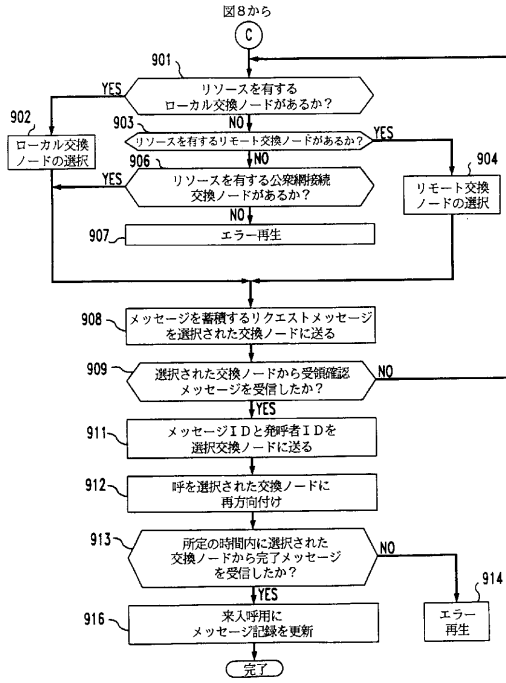 図8から
C
901
リソースを有する
ローカル交換ノードがあるか?
YES
NO
902
ローカル交換
ノードの選択
903
リソースを有するリモート交換ノードがあるか?
YES
NO
904
リモート交換
ノードの選択
906
リソースを有する公衆網接続
交換ノードがあるか?
YES
NO
907
エラー再生
908
メッセージを蓄積するリクエストメッセージ
を選択された交換ノードに送る
909
選択された交換ノードから受領確認
メッセージを受信したか?
NO
YES
911
メッセージIDと発呼者IDを
選択交換ノードに送る
912
呼を選択された交換ノードに
再方向付け
913
所定の時間内に選択された
交換ノードから完了メッセージ
を受信したか?
NO
YES
914
エラー
再生
916
来入呼用に
メッセージ記録を更新
完了